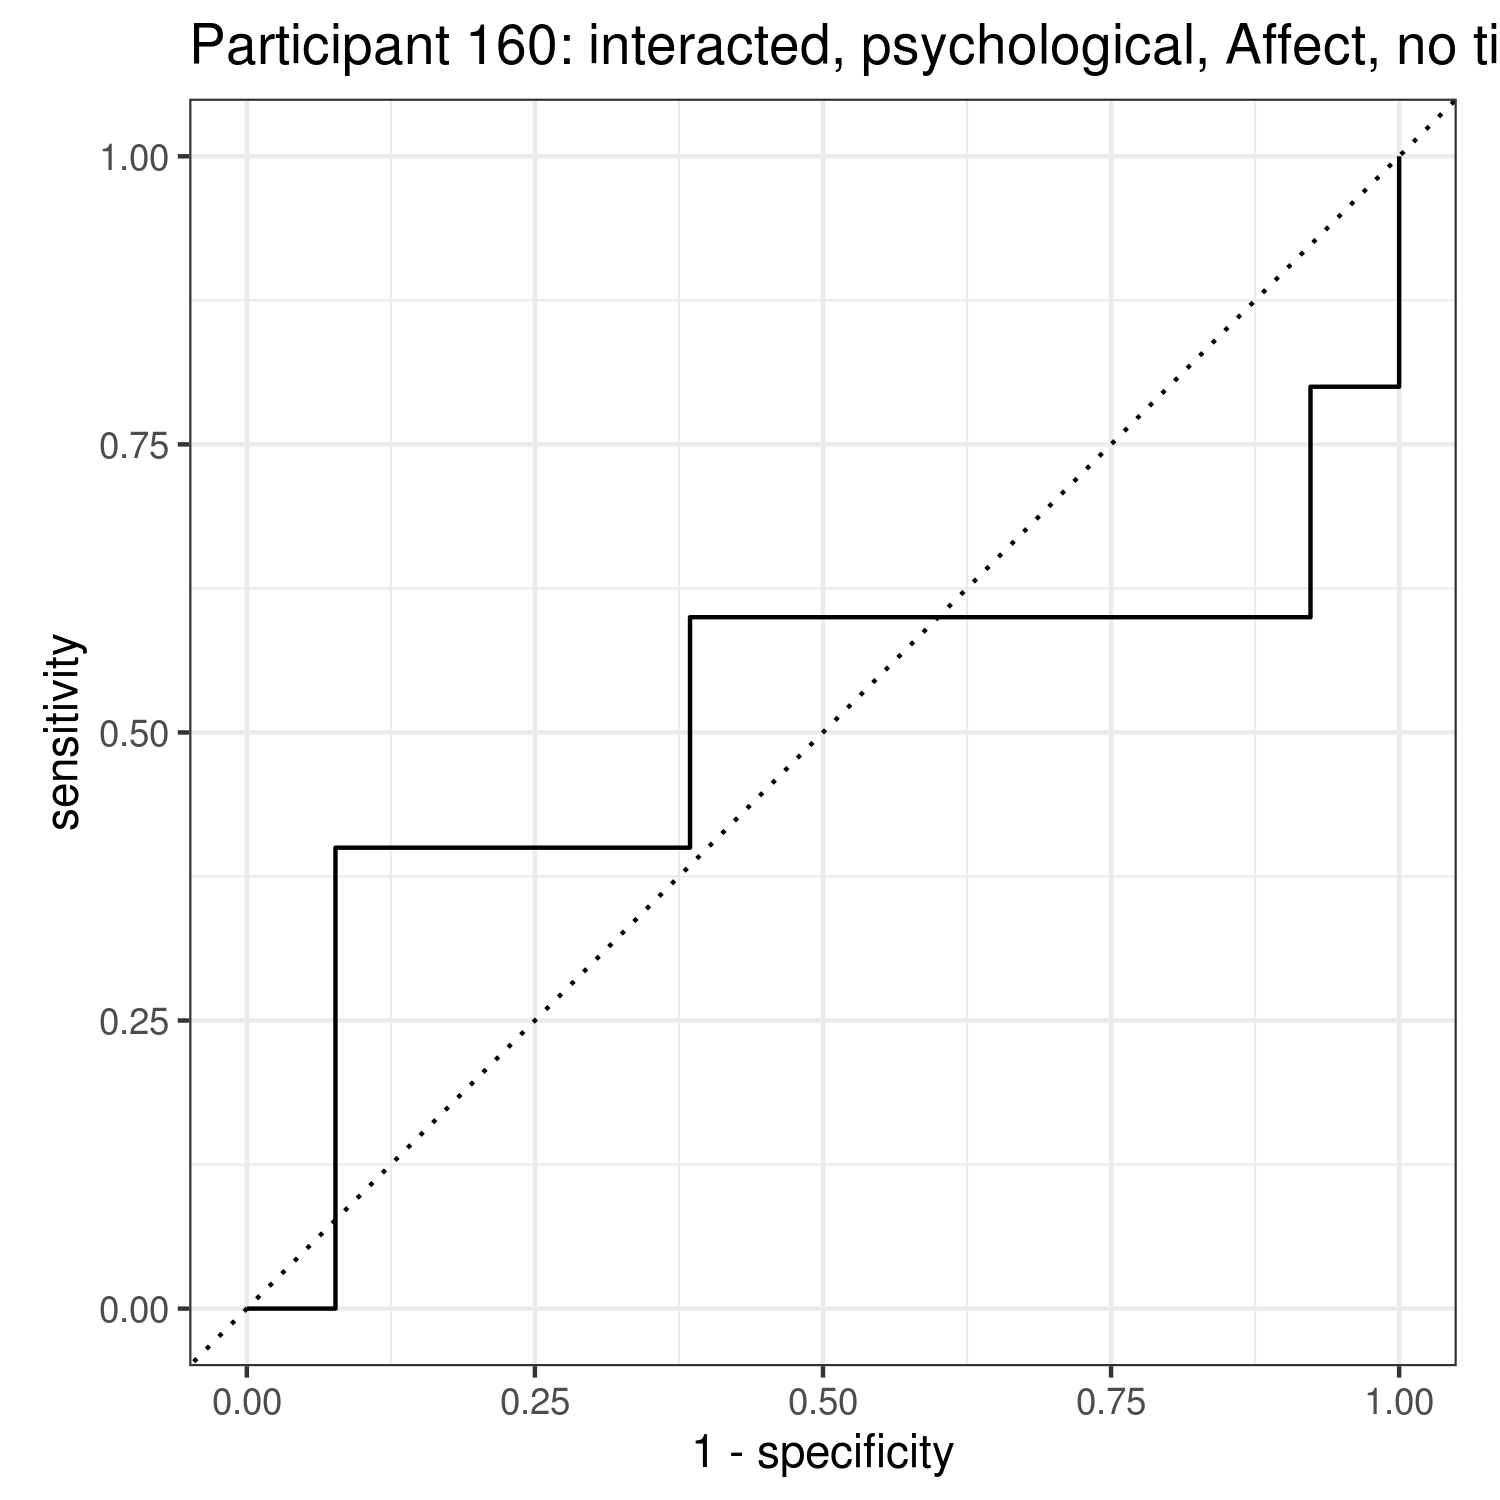 Participant 160: interacted, psychological, Affect, no ti
1.00
0.75
0.50
0.25
0.00
sensitivity
0.00 0.25 0.50 0.75 1.00
1 - specificity